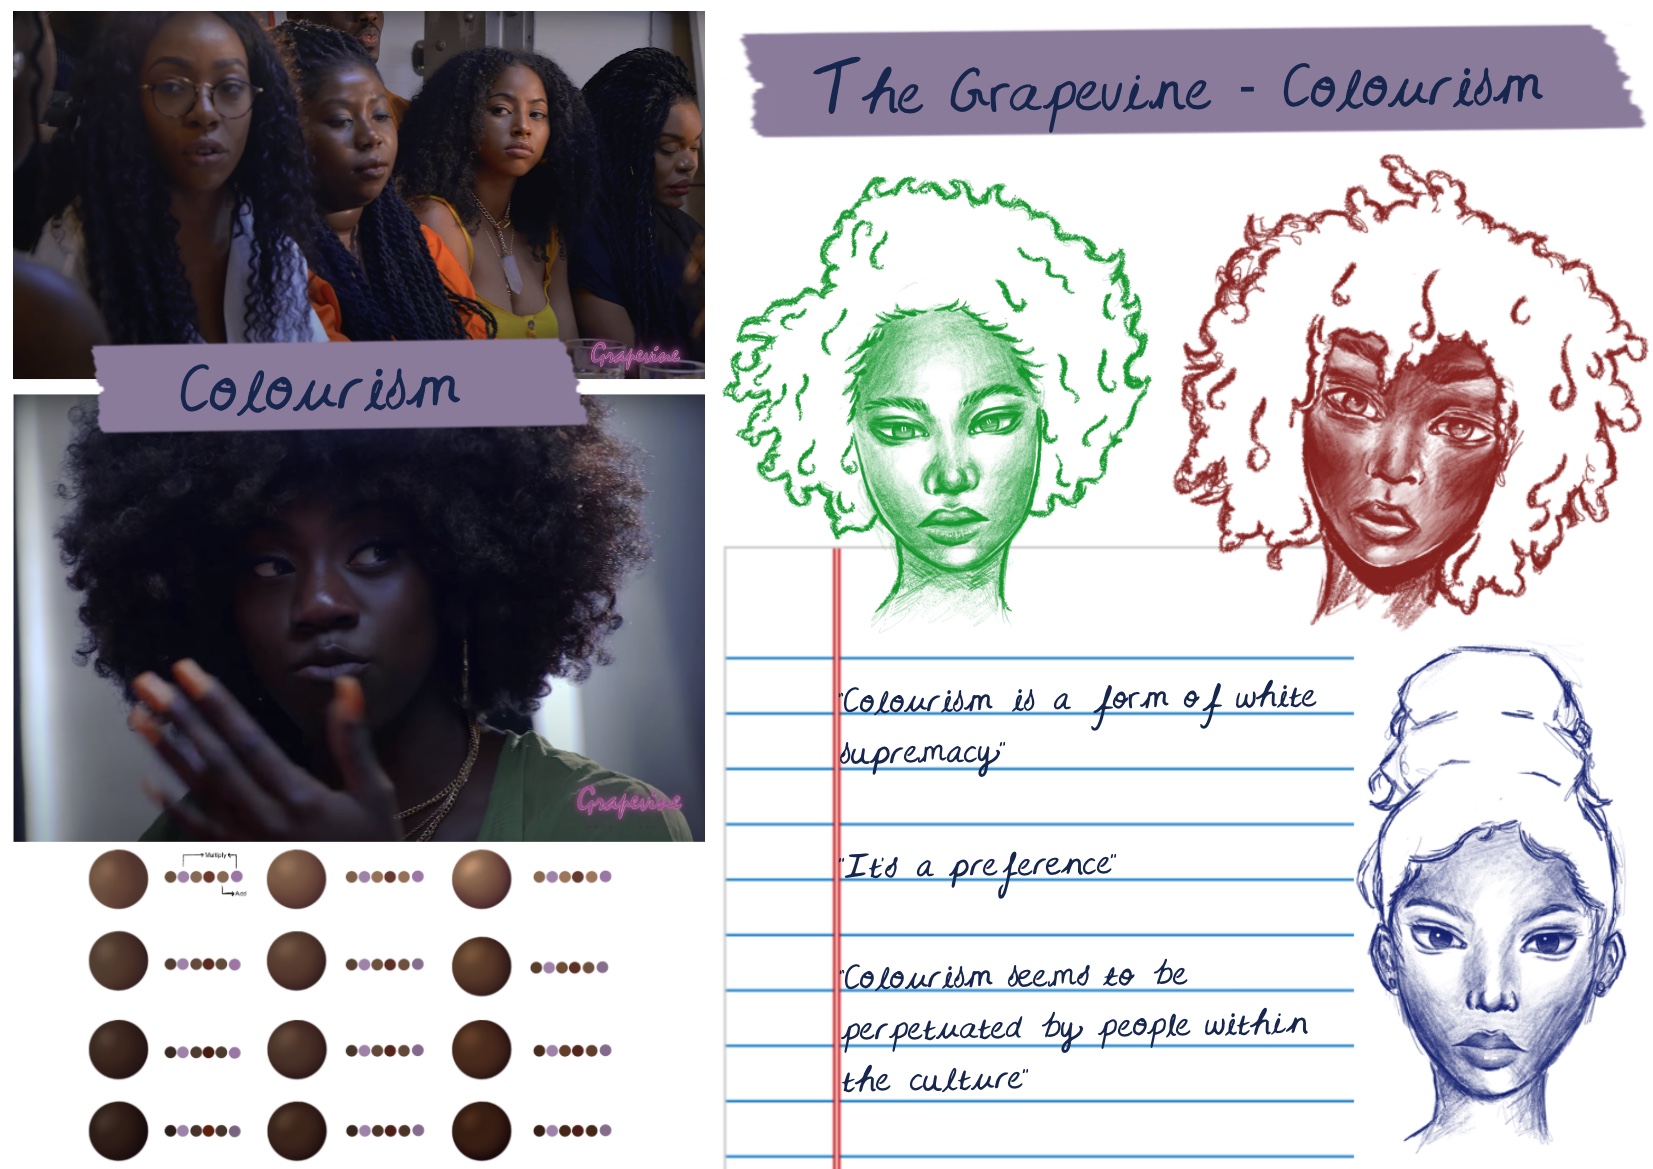 Grapevine
Colourism
Grapevine
Multiply
Add
The Grapevine - Colourism
"Colourism is a form of white
supremacy"
"It's a preference"
"Colourism seems to be
perpetuated by people within
the culture"